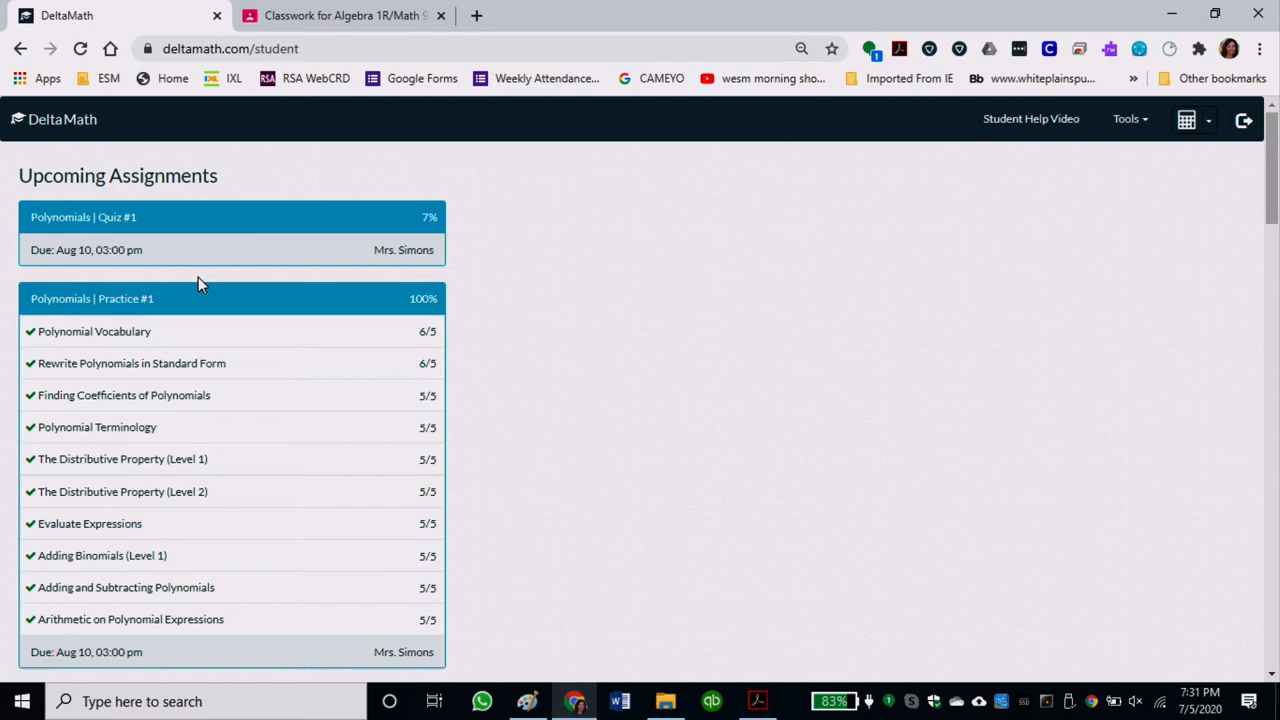 DeltaMath
Classwork for Algebra 1R/Math 9
deltamath.com/student
1
Apps
ESM
Home
IXL
RSA WebCRD
Google Forms
Weekly Attendance...
CAMEYO
wesm morning sho...
Imported From IE
www.whiteplainspu...
Other bookmarks
DeltaMath
Student Help Video
Tools
Upcoming Assignments
Polynomials | Quiz #1 7%
Due: Aug 10, 03:00 pm Mrs. Simons
Polynomials | Practice #1 100%
Polynomial Vocabulary 6/5
Rewrite Polynomials in Standard Form 6/5
Finding Coefficients of Polynomials 5/5
Polynomial Terminology 5/5
The Distributive Property (Level 1) 5/5
The Distributive Property (Level 2) 5/5
Evaluate Expressions 5/5
Adding Binomials (Level 1) 5/5
Adding and Subtracting Polynomials 5/5
Arithmetic on Polynomial Expressions 5/5
Due: Aug 10, 03:00 pm Mrs. Simons
Type here to search
83%
7:31 PM
7/5/2020